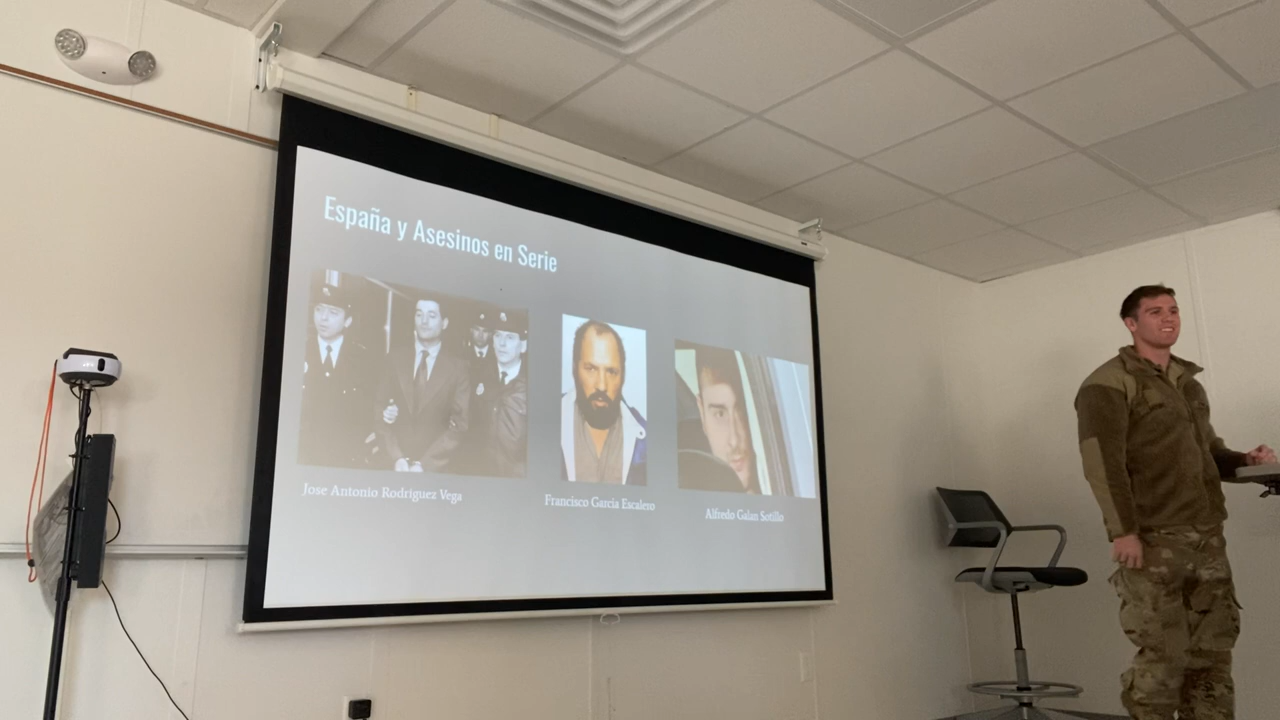 España y Asesinos en Serie
Jose Antonio Rodriguez Vega
Francisco Garcia Escalero
Alfredo Galan Sotillo